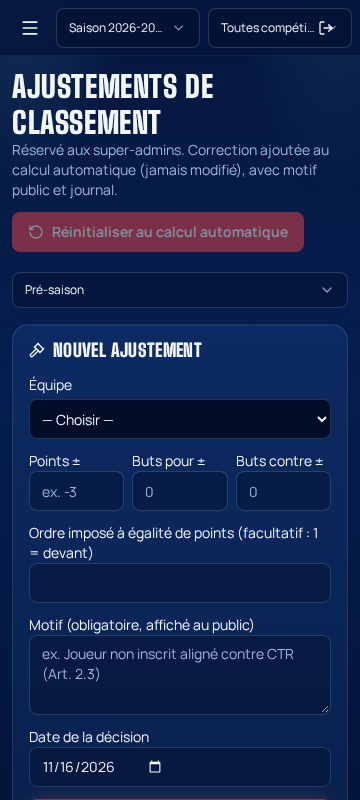 Saison 2026-20...
Toutes compéti...
AJUSTEMENTS DE
CLASSEMENT
Réservé aux super-admins. Correction ajoutée au
calcul automatique (jamais modifié), avec motif
public et journal.
Réinitialiser au calcul automatique
Pré-saison
NOUVEL AJUSTEMENT
Équipe
— Choisir —
Points ± Buts pour ± Buts contre ±
ex. -3 0 0
Ordre imposé à égalité de points (facultatif : 1
= devant)
Motif (obligatoire, affiché au public)
ex. Joueur non inscrit aligné contre CTR
(Art. 2.3)
Date de la décision
11/16/2026